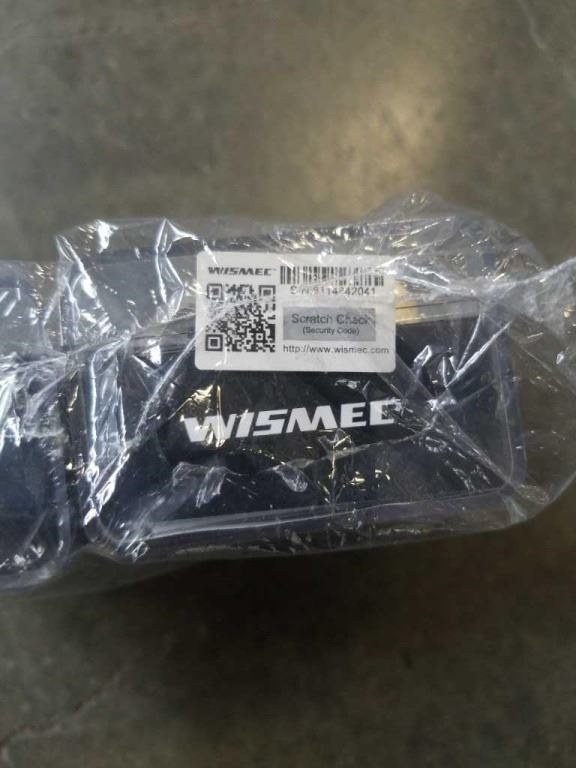 WISMEC
Scratch Check
(Security Code)
http://www.wismec.com
WISMEC